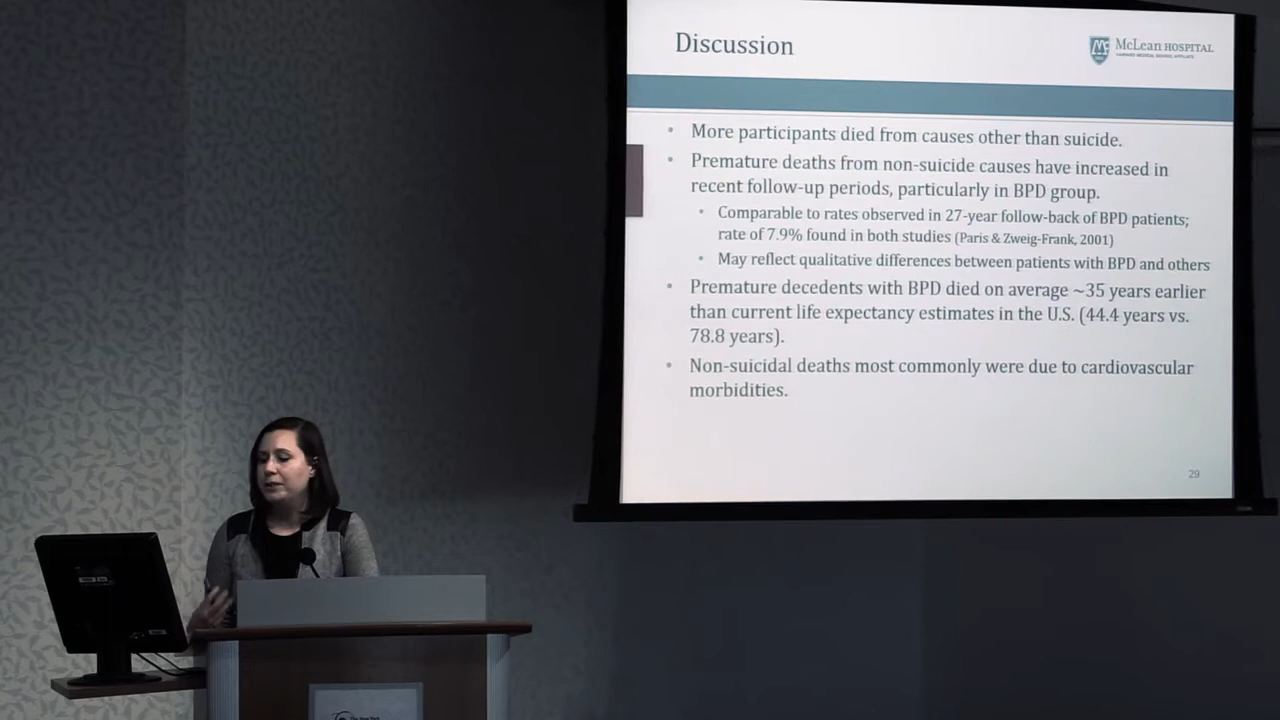 Discussion
McLean HOSPITAL
HARVARD MEDICAL SCHOOL AFFILIATE
• More participants died from causes other than suicide.
• Premature deaths from non-suicide causes have increased in
recent follow-up periods, particularly in BPD group.
• Comparable to rates observed in 27-year follow-back of BPD patients;
rate of 7.9% found in both studies (Paris & Zweig-Frank, 2001)
• May reflect qualitative differences between patients with BPD and others
• Premature decedents with BPD died on average ~35 years earlier
than current life expectancy estimates in the U.S. (44.4 years vs.
78.8 years).
• Non-suicidal deaths most commonly were due to cardiovascular
morbidities.
29